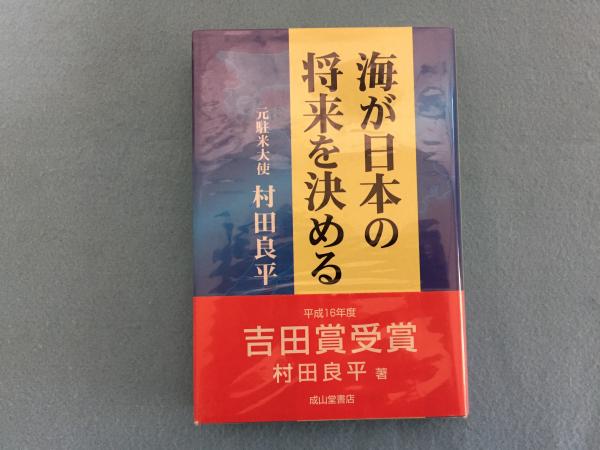 海が日本の
将来を決める
元駐米大使 村田良平
平成16年度
吉田賞受賞
村田良平 著
成山堂書店